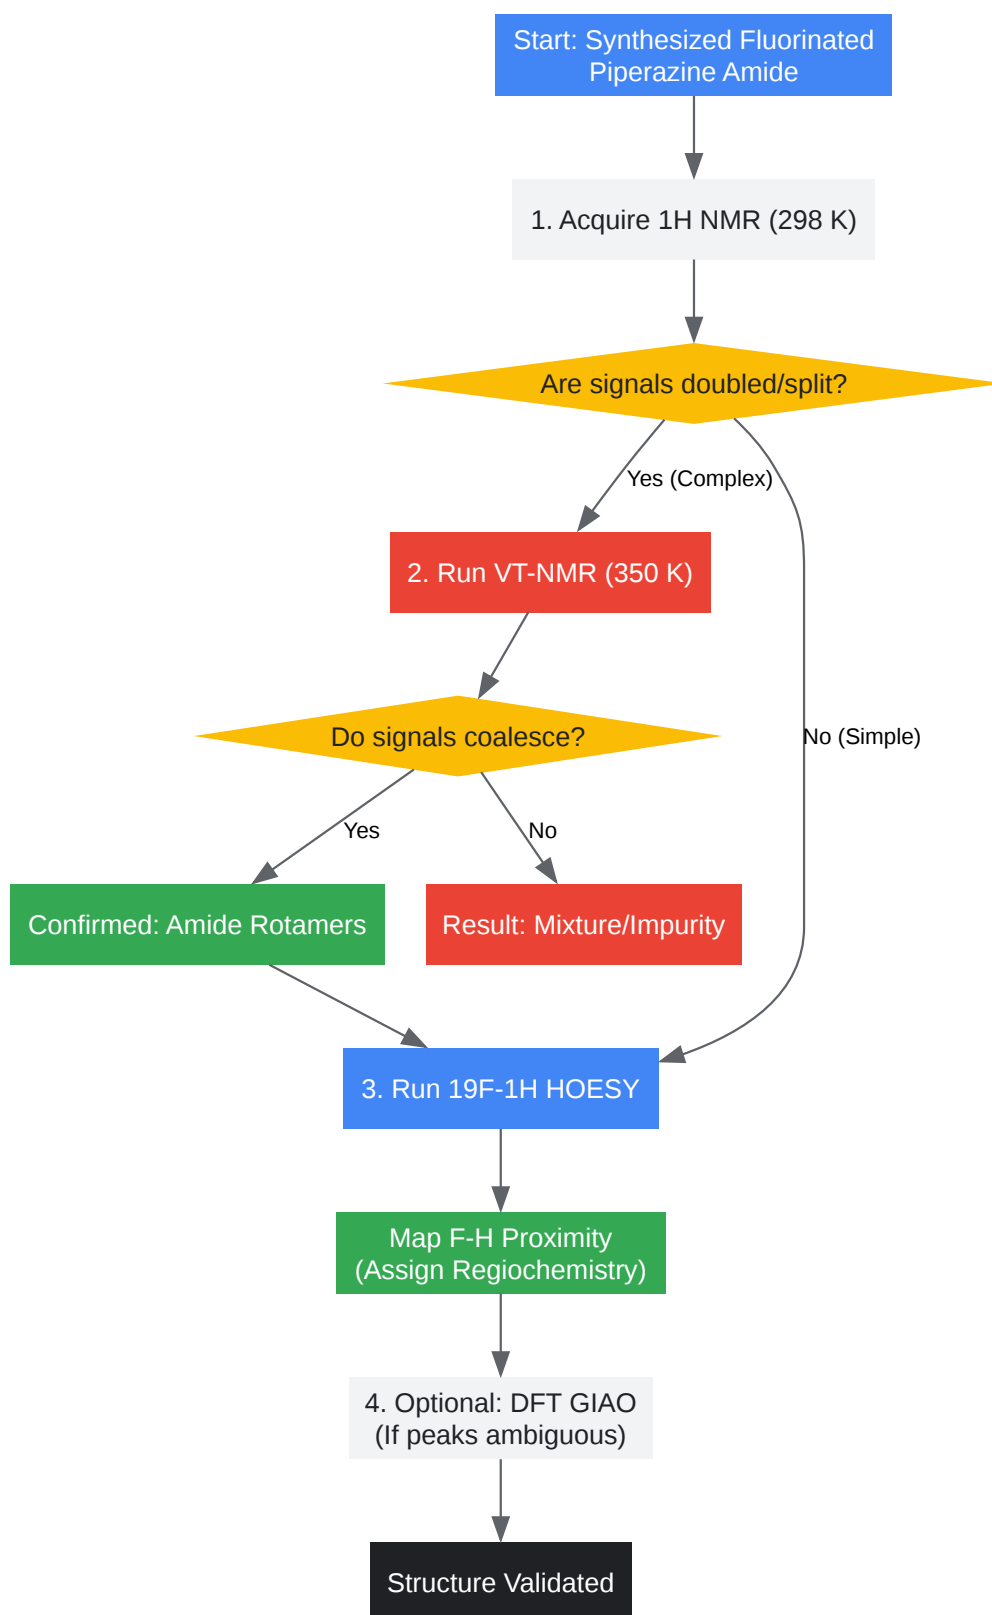 Start: Synthesized Fluorinated
Piperazine Amide
1. Acquire 1H NMR (298 K)
Are signals doubled/split?
Yes (Complex)
2. Run VT-NMR (350 K)
Do signals coalesce?
No (Simple)
Yes
No
Confirmed: Amide Rotamers
Result: Mixture/Impurity
3. Run 19F-1H HOESY
Map F-H Proximity
(Assign Regiochemistry)
4. Optional: DFT GIAO
(If peaks ambiguous)
Structure Validated